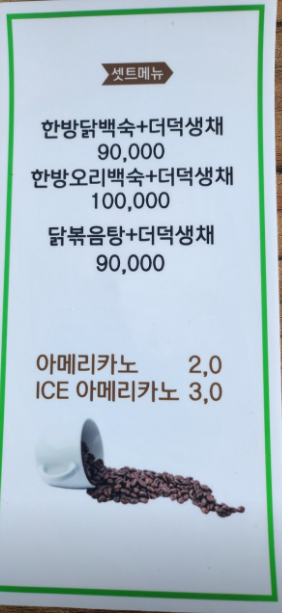 셋트메뉴
한방닭백숙+더덕생채
90,000
한방오리백숙+더덕생채
100,000
닭볶음탕+더덕생채
90,000
아메리카노 2,0
ICE 아메리카노 3,0